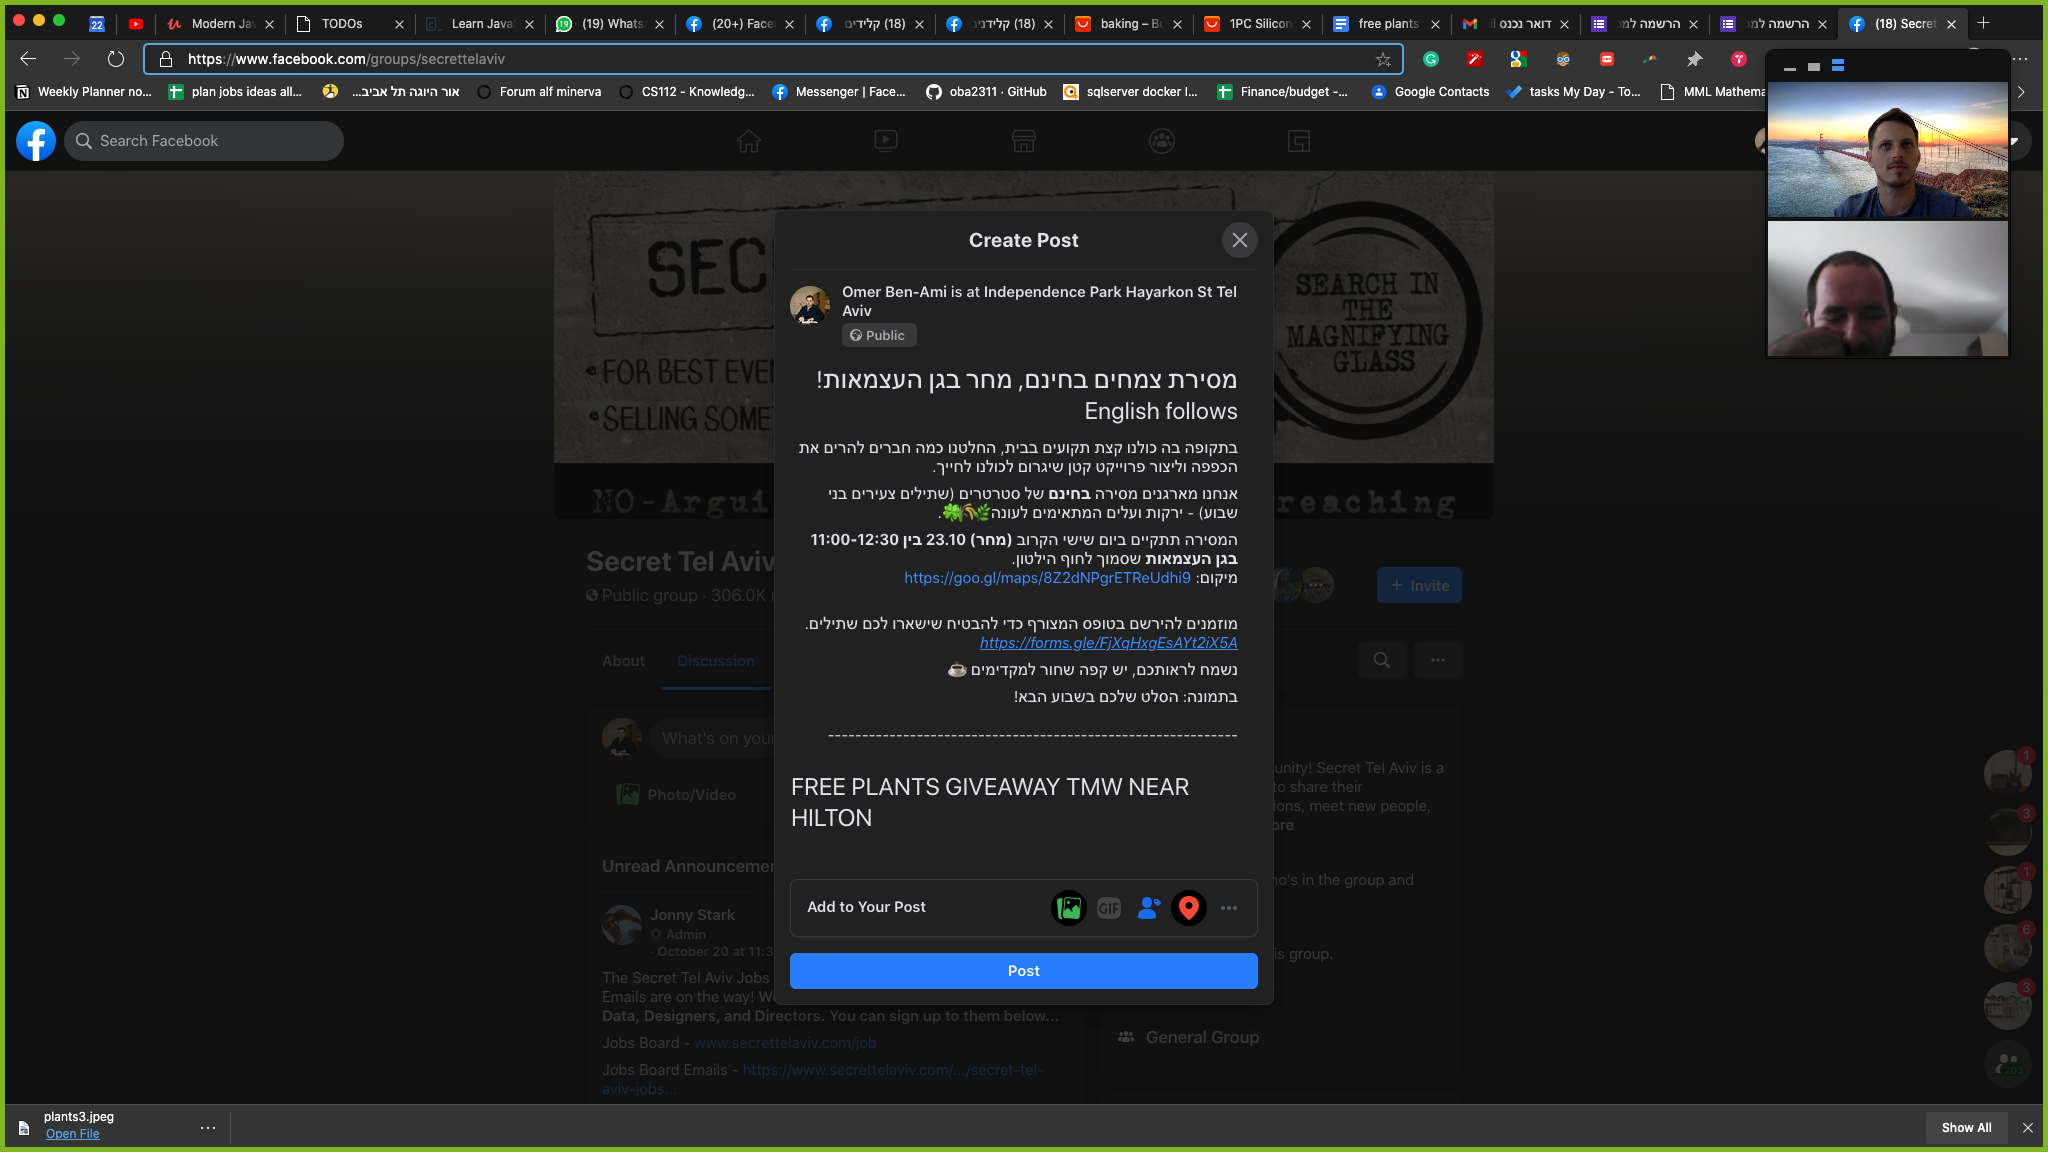 22
Modern Jav
TODOs
Learn Java
(19) Whats
(20+) Face
(18) קלידים
(18) קלידני
baking – B
1PC Silicon
free plants
דואר נכנס
הרשמה למ
הרשמה למ
(18) Secret
https://www.facebook.com/groups/secrettelaviv
Weekly Planner no...
plan jobs ideas all...
אור היוגה תל אביב...
Forum alf minerva
CS112 - Knowledg...
Messenger | Face...
oba2311 · GitHub
sqlserver docker l...
Finance/budget -...
Google Contacts
tasks My Day - To...
MML Mathema
Search Facebook
SEC
SEARCH IN
THE
MAGNIFYING
GLASS
• FOR BEST EVE
• SELLING SOME
NO-Argui
reaching
Create Post
Omer Ben-Ami is at Independence Park Hayarkon St Tel
Aviv
Public
מסירת צמחים בחינם, מחר בגן העצמאות!
English follows
בתקופה בה כולנו קצת תקועים בבית, החלטנו כמה חברים להרים את
הכפפה וליצור פרוייקט קטן שיגרום לכולנו לחייך.
אנחנו מארגנים מסירה בחינם של סטרטרים (שתילים צעירים בני
שבוע) - ירקות ועלים המתאימים לעונה🌿🌾🍀.
המסירה תתקיים ביום שישי הקרוב (מחר) 23.10 בין 11:00-12:30
בגן העצמאות שסמוך לחוף הילטון.
מיקום: https://goo.gl/maps/8Z2dNPgrETReUdhi9
מוזמנים להירשם בטופס המצורף כדי להבטיח שישארו לכם שתילים.
https://forms.gle/FjXqHxgEsAYt2iX5A
נשמח לראותכם, יש קפה שחור למקדימים ☕
בתמונה: הסלט שלכם בשבוע הבא!
------------------------------------------------------------
FREE PLANTS GIVEAWAY TMW NEAR
HILTON
Add to Your Post
GIF
Post
Secret Tel Aviv
Public group · 306.0K
+ Invite
About
Discussion
What's on you
Photo/Video
Unread Announcemen
Jonny Stark
Admin
· October 20 at 11:3
The Secret Tel Aviv Jobs
Emails are on the way! W
Data, Designers, and Directors. You can sign up to them below...
Jobs Board - www.secrettelaviv.com/job
Jobs Board Emails - https://www.secrettelaviv.com/.../secret-tel-
aviv-jobs...
unity! Secret Tel Aviv is a
to share their
ions, meet new people,
ore
no's in the group and
is group.
General Group
1
3
1
6
3
203
plants3.jpeg
Open File
Show All